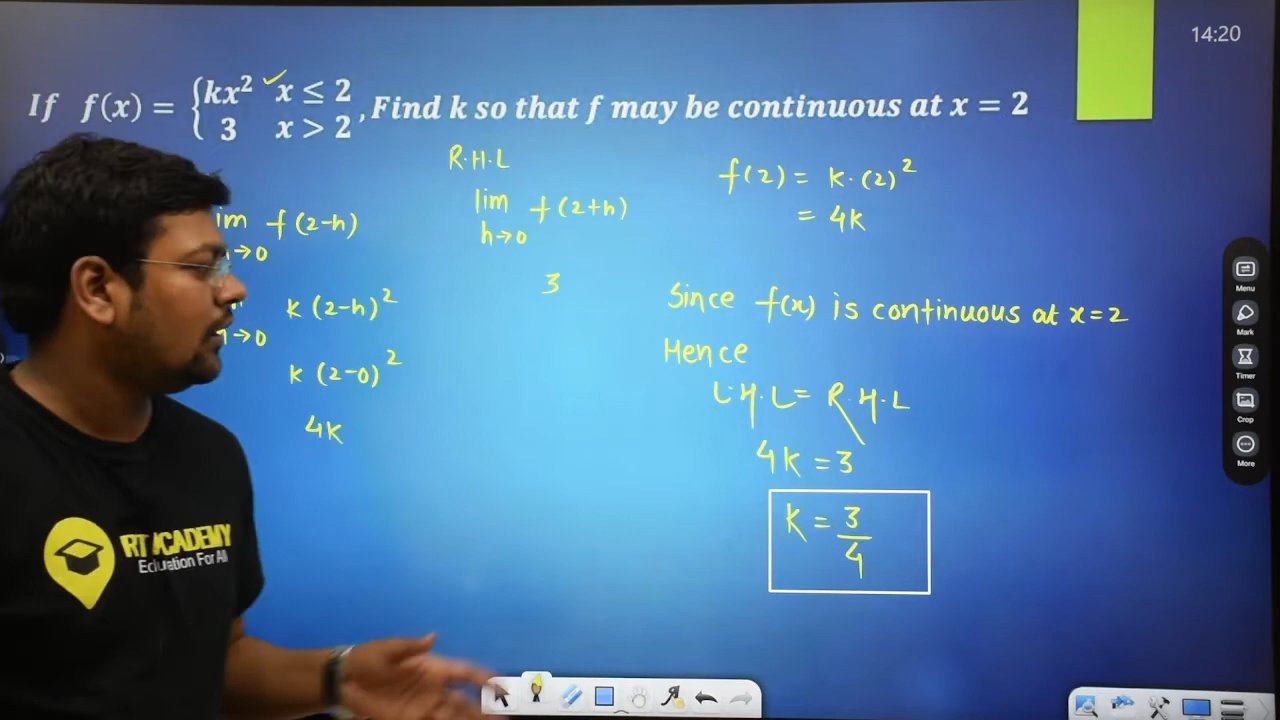 14:20
If f(x) = { kx² ✓ x ≤ 2
3 x > 2 , Find k so that f may be continuous at x = 2
R.H.L
lim f(2-h)
→0
k (2-h)²
→0
k (2-0)²
4k
lim f(2+h)
h→0
3
f(2) = k.(2)²
= 4k
Since f(x) is continuous at x=2
Hence
L.H.L = R.H.L
4k = 3
k = 3/4
Menu
Mark
Timer
Crop
More
RT ACADEMY
Education For All